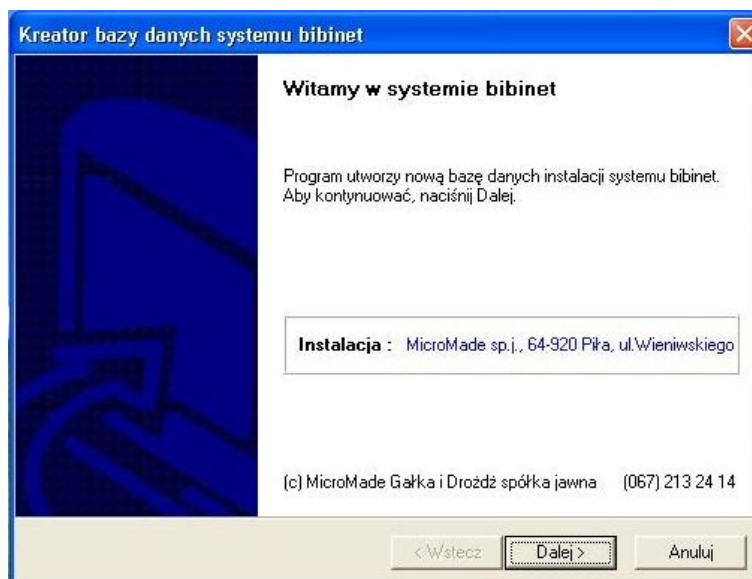 Kreator bazy danych systemu bibinet
Witamy w systemie bibinet
Program utworzy nową bazę danych instalacji systemu bibinet.
Aby kontynuować, naciśnij Dalej.
Instalacja : MicroMade sp.j., 64-920 Piła, ul.Wieniwskiego
(c) MicroMade Gałka i Drożdż spółka jawna (067) 213 24 14
< Wstecz Dalej > Anuluj